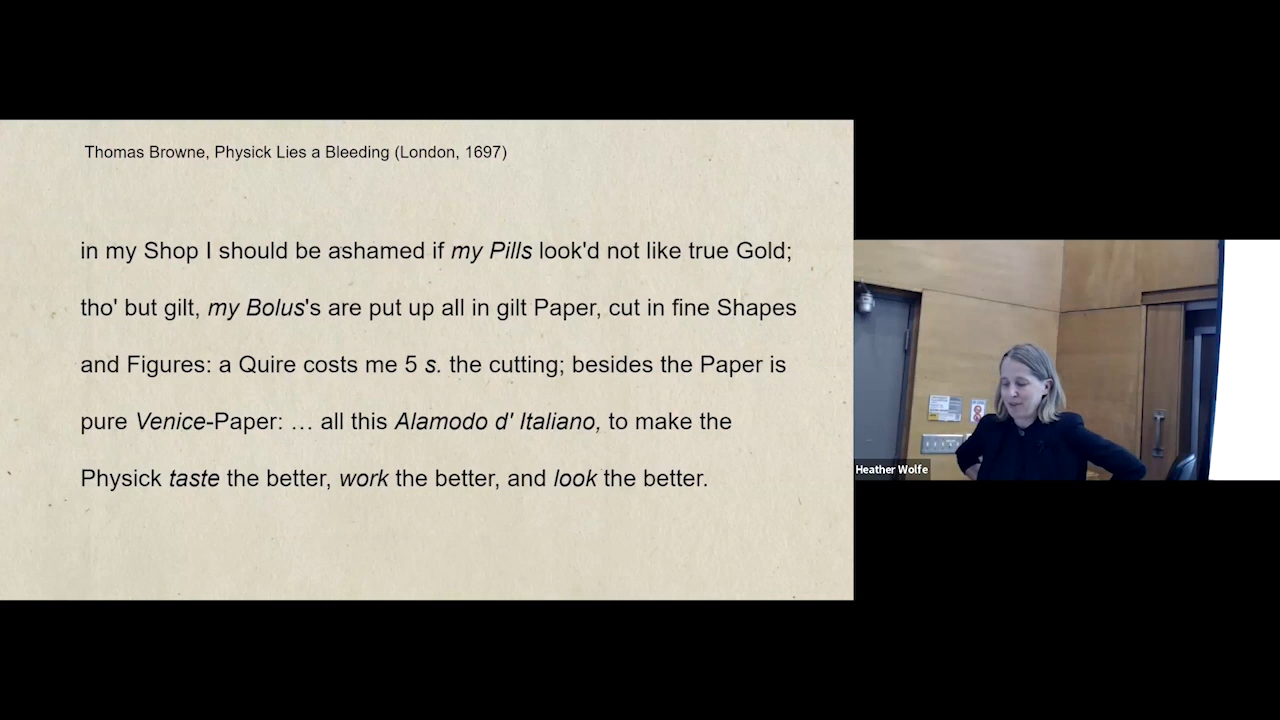 Thomas Browne, Physick Lies a Bleeding (London, 1697)
in my Shop I should be ashamed if my Pills look'd not like true Gold;
tho' but gilt, my Bolus's are put up all in gilt Paper, cut in fine Shapes
and Figures: a Quire costs me 5 s. the cutting; besides the Paper is
pure Venice-Paper: … all this Alamodo d' Italiano, to make the
Physick taste the better, work the better, and look the better.
Heather Wolfe